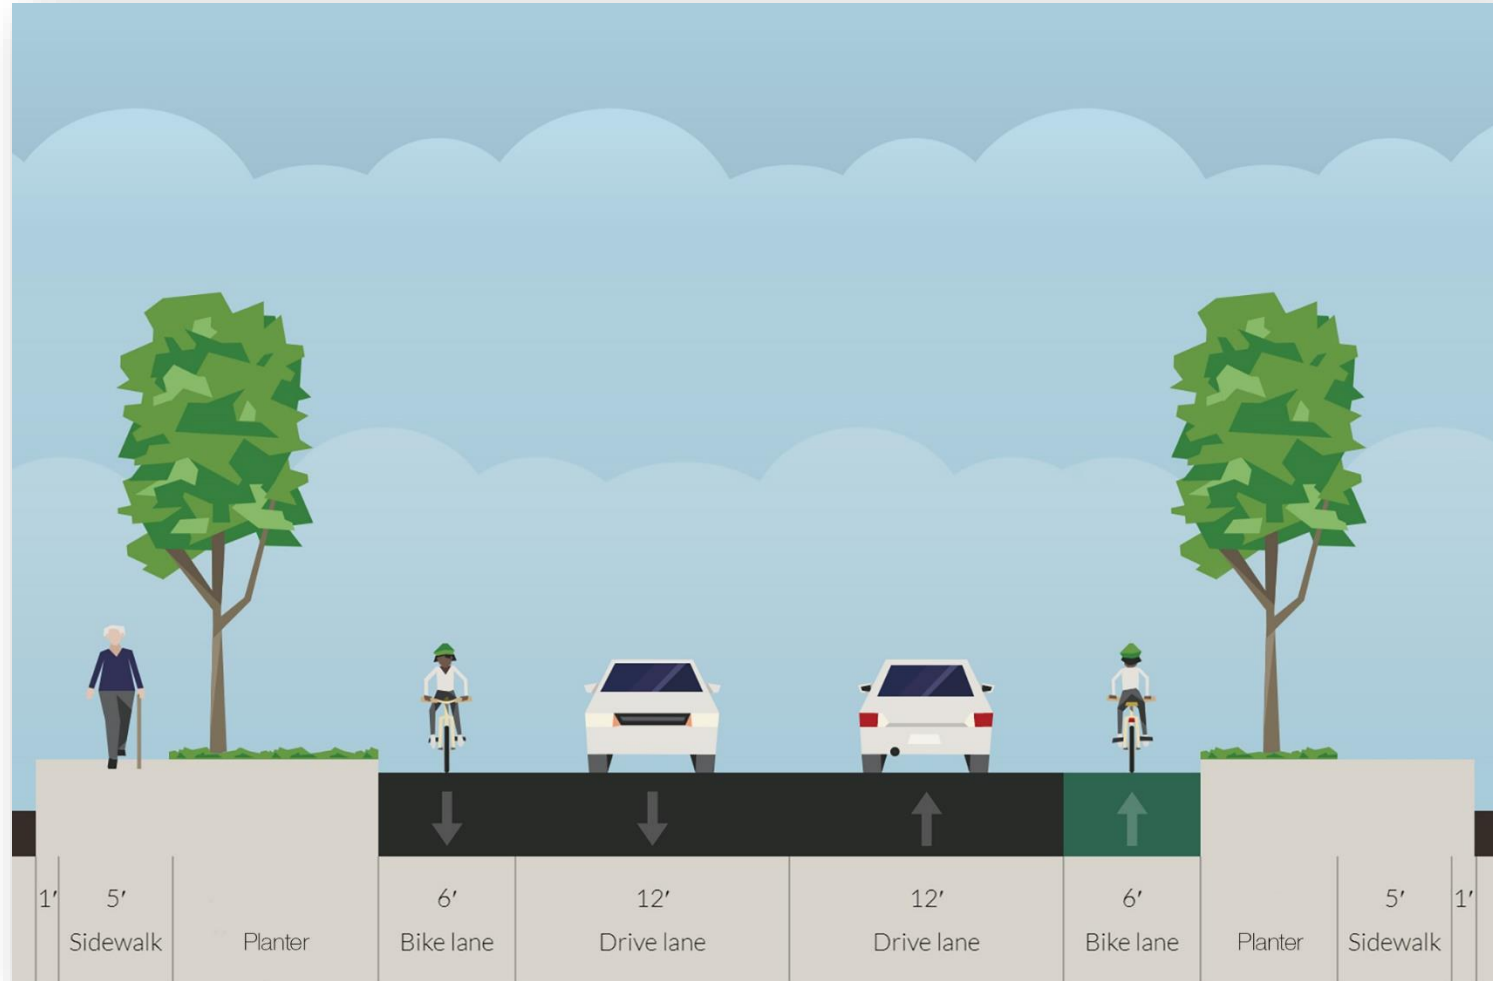 1′ 5′ 6′ 12′ 12′ 6′ 5′ 1′
Sidewalk Planter Bike lane Drive lane Drive lane Bike lane Planter Sidewalk